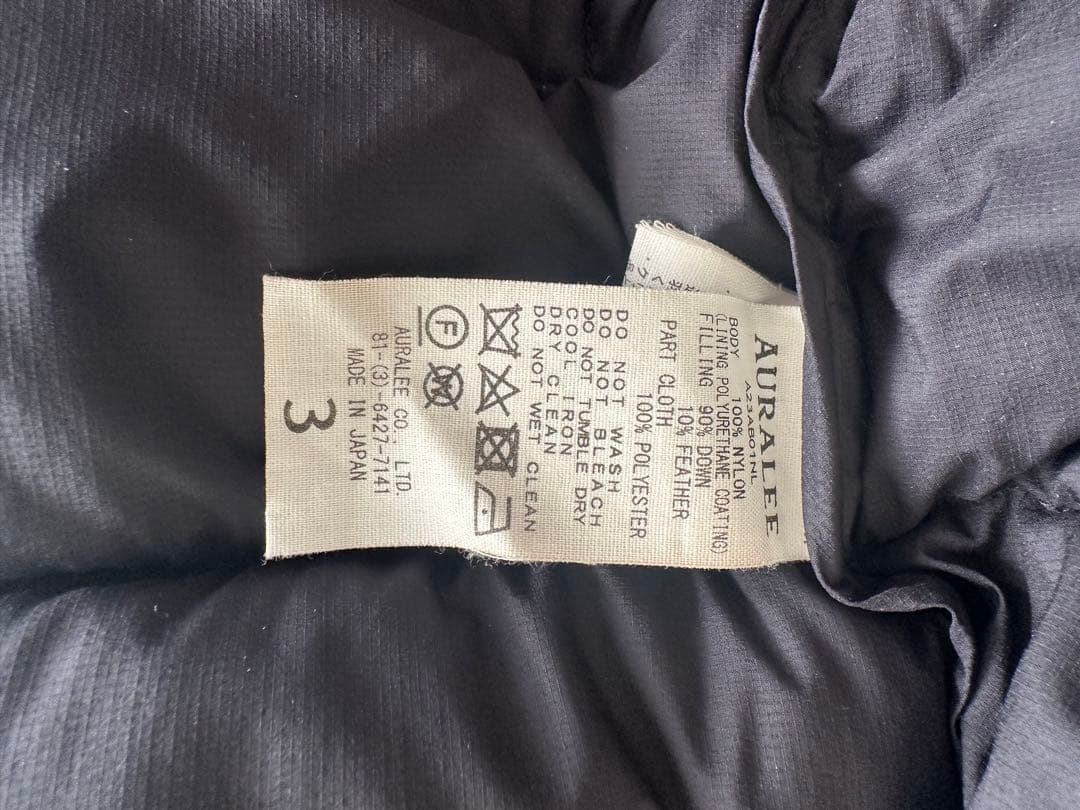 AURALEE
A23AB01NL
BODY 100% NYLON
(LINING POLYURETHANE COATING)
FILLING 90% DOWN
10% FEATHER
PART CLOTH
100% POLYESTER
DO NOT WASH
DO NOT BLEACH
DO NOT TUMBLE DRY
COOL IRON
DRY CLEAN
DO NOT WET CLEAN
F W
AURALEE CO., LTD.
81-(3)-6427-7141
MADE IN JAPAN
3